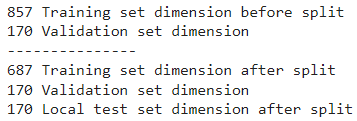 857 Training set dimension before split
170 Validation set dimension
---------------
687 Training set dimension after split
170 Validation set dimension
170 Local test set dimension after split